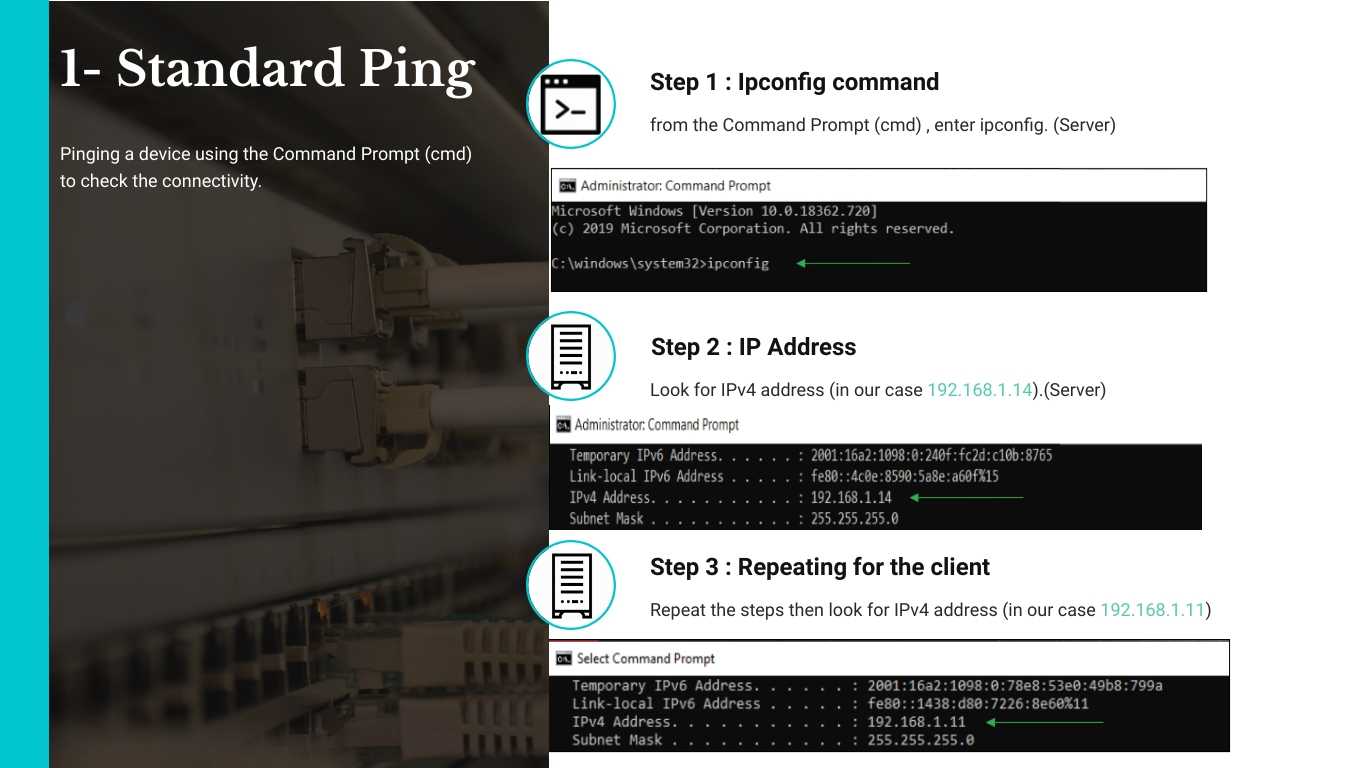 1- Standard Ping
Pinging a device using the Command Prompt (cmd)
to check the connectivity.
Step 1 : Ipconfig command
from the Command Prompt (cmd) , enter ipconfig. (Server)
Administrator: Command Prompt
Microsoft Windows [Version 10.0.18362.720]
(c) 2019 Microsoft Corporation. All rights reserved.
C:\windows\system32>ipconfig
Step 2 : IP Address
Look for IPv4 address (in our case 192.168.1.14).(Server)
Administrator: Command Prompt
Temporary IPv6 Address. . . . . . : 2001:16a2:1098:0:240f:fc2d:c10b:8765
Link-local IPv6 Address . . . . . : fe80::4c0e:8590:5a8e:a60f%15
IPv4 Address. . . . . . . . . . . : 192.168.1.14
Subnet Mask . . . . . . . . . . . : 255.255.255.0
Step 3 : Repeating for the client
Repeat the steps then look for IPv4 address (in our case 192.168.1.11)
Select Command Prompt
Temporary IPv6 Address. . . . . . : 2001:16a2:1098:0:78e8:53e0:49b8:799a
Link-local IPv6 Address . . . . . : fe80::1438:d80:7226:8e60%11
IPv4 Address. . . . . . . . . . . : 192.168.1.11
Subnet Mask . . . . . . . . . . . : 255.255.255.0